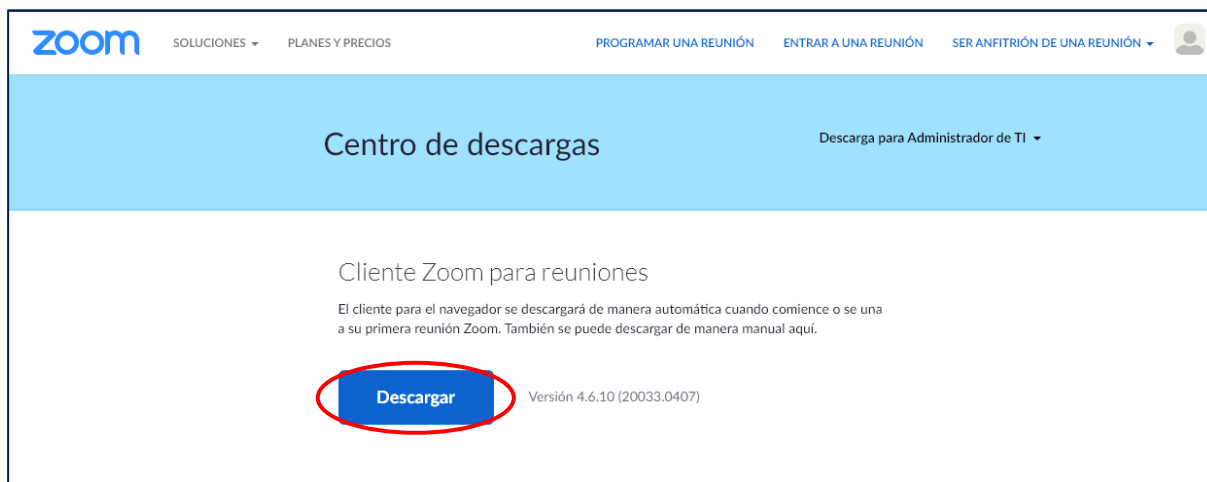 zoom SOLUCIONES PLANES Y PRECIOS PROGRAMAR UNA REUNIÓN ENTRAR A UNA REUNIÓN SER ANFITRIÓN DE UNA REUNIÓN
Centro de descargas
Descarga para Administrador de TI
Cliente Zoom para reuniones
El cliente para el navegador se descargará de manera automática cuando comience o se una
a su primera reunión Zoom. También se puede descargar de manera manual aquí.
Descargar Versión 4.6.10 (20033.0407)